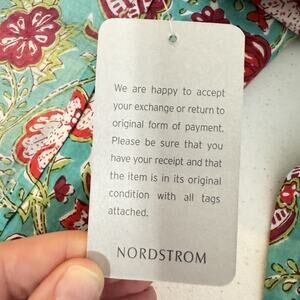 We are happy to accept
your exchange or return to
original form of payment.
Please be sure that you
have your receipt and that
the item is in its original
condition with all tags
attached.
NORDSTROM